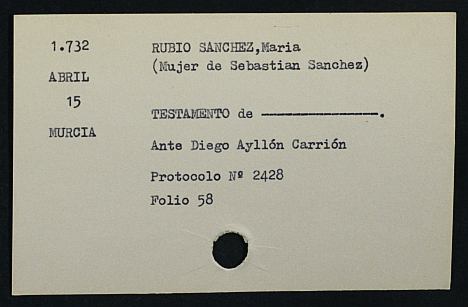 1.732
RUBIO SANCHEZ,Maria
(Mujer de Sebastian Sanchez)
ABRIL
15
TESTAMENTO de ----------------.
MURCIA
Ante Diego Ayllón Carrión
Protocolo Nº 2428
Folio 58